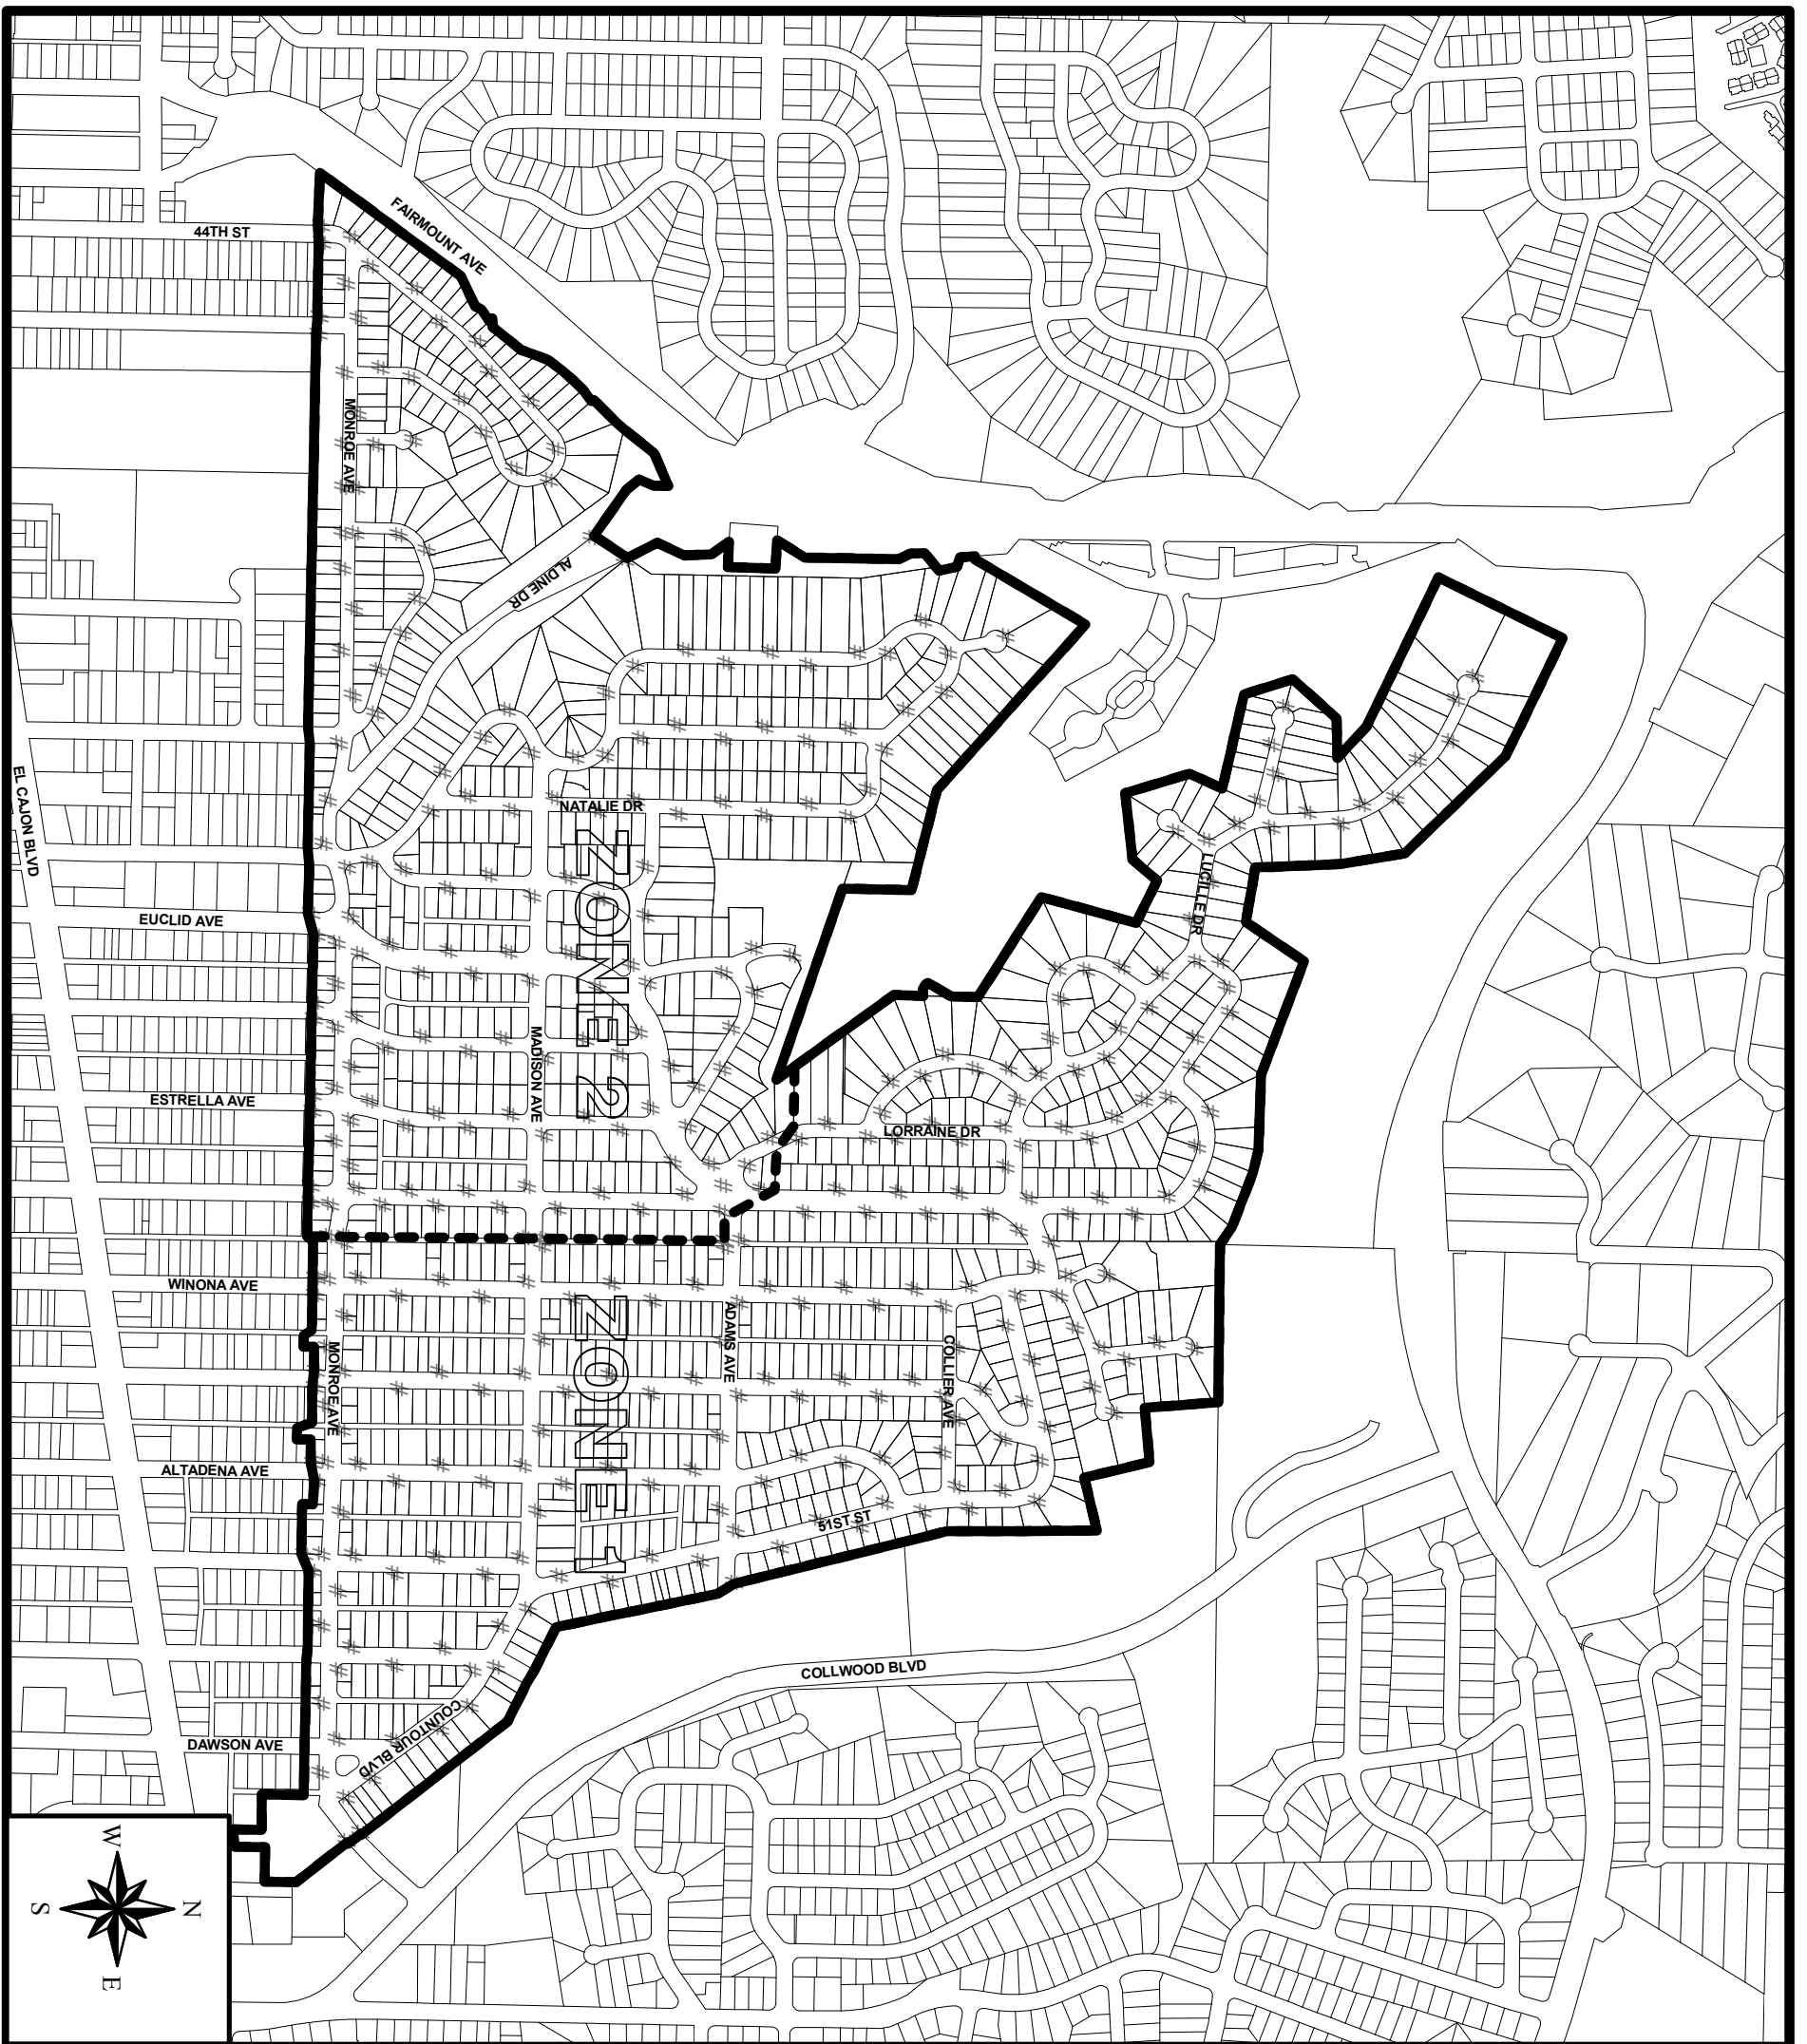 FAIRMOUNT AVE
44TH ST
MONROE AVE
ALDINE DR
EL CAJON BLVD
NATALIE DR
ZONE 2
LUCILLE DR
EUCLID AVE
MADISON AVE
ESTRELLA AVE
LORRAINE DR
WINONA AVE
ZONE 1
ADAMS AVE
MONROE AVE
COLLIER AVE
ALTADENA AVE
51ST ST
COLLWOOD BLVD
COUNTOUR BLVD
DAWSON AVE
W
N
S
E